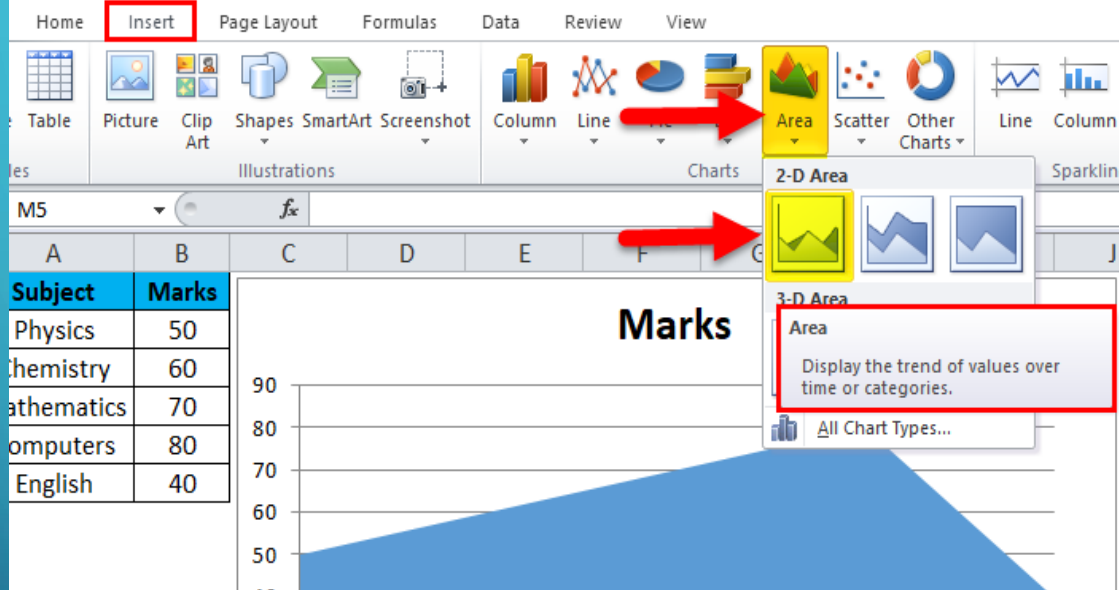 Home Insert Page Layout Formulas Data Review View
Table Picture Clip Art Shapes SmartArt Screenshot Column Line Area Scatter Other Charts Line Column
Illustrations Charts
M5 fx
A B C D E F G J
Subject Marks
Physics 50
Chemistry 60
70
80
English 40
Marks
90
80
70
60
50
2-D Area
3-D Area
Area
Display the trend of values over
time or categories.
All Chart Types...